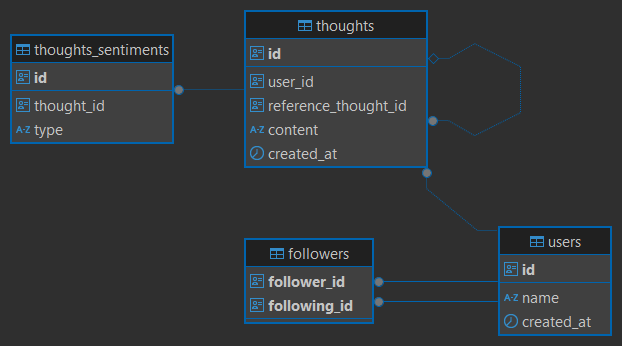 thoughts_sentiments
id
thought_id
A-Z type
thoughts
id
user_id
reference_thought_id
A-Z content
created_at
followers
follower_id
following_id
users
id
A-Z name
created_at